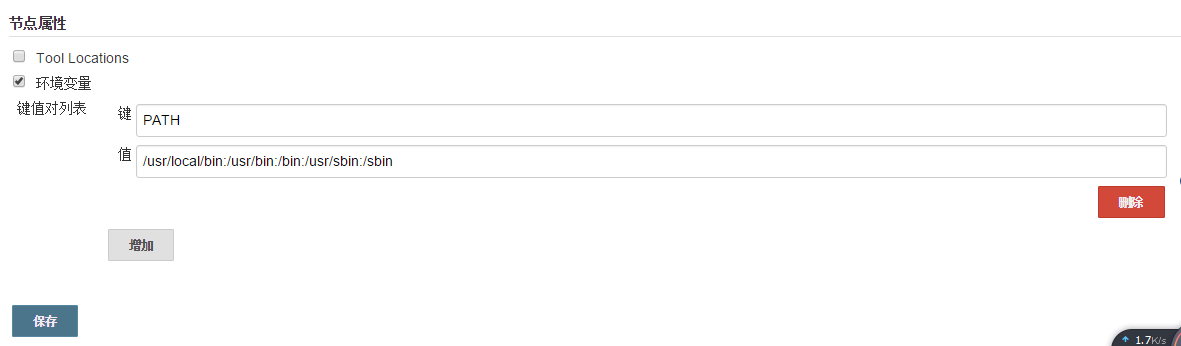 节点属性
Tool Locations
环境变量
键值对列表
键
PATH
值
/usr/local/bin:/usr/bin:/bin:/usr/sbin:/sbin
删除
增加
保存
1.7K/s